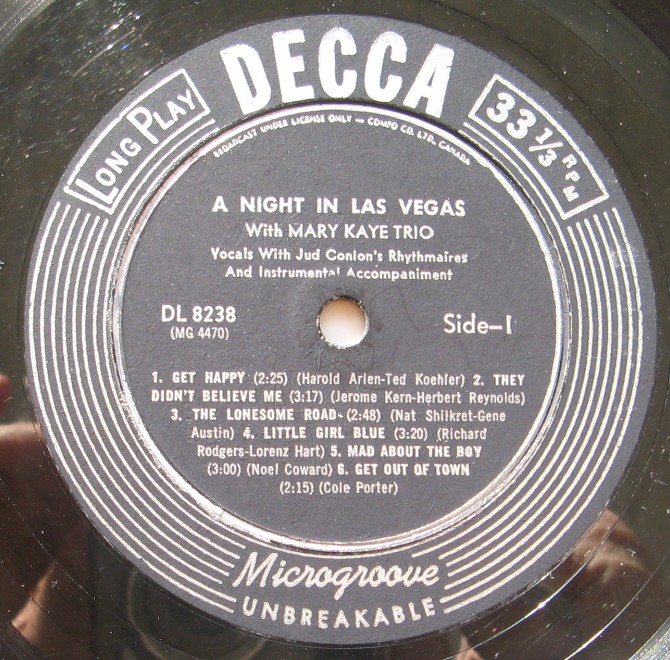 DECCA
LONG PLAY
33 1/3 RPM
BROADCAST UNDER LICENSE ONLY — COMPO CO. LTD. CANADA
A NIGHT IN LAS VEGAS
With MARY KAYE TRIO
Vocals With Jud Conlon's Rhythmaires
And Instrumental Accompaniment
DL 8238
(MG 4470)
Side—1
1. GET HAPPY (2:25) (Harold Arlen-Ted Koehler) 2. THEY
DIDN'T BELIEVE ME (3:17) (Jerome Kern-Herbert Reynolds)
3. THE LONESOME ROAD (2:48) (Nat Shilkret-Gene
Austin) 4. LITTLE GIRL BLUE (3:20) (Richard
Rodgers-Lorenz Hart) 5. MAD ABOUT THE BOY
(3:00) (Noel Coward) 6. GET OUT OF TOWN
(2:15) (Cole Porter)
Microgroove
UNBREAKABLE